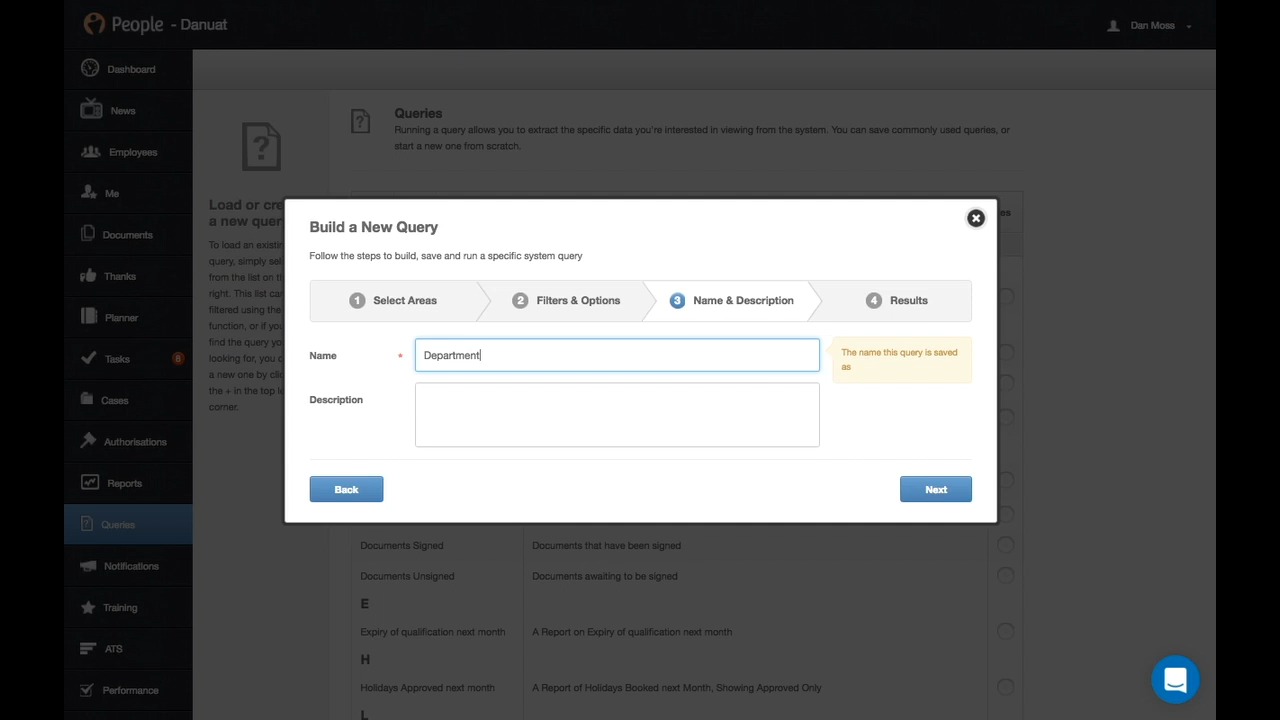 People - Danuat
Dan Moss
Dashboard
News
Employees
Me
Documents
Thanks
Planner
Tasks
8
Cases
Authorisations
Reports
Queries
Notifications
Training
ATS
Performance
Load or cre
a new quer
To load an existin
query, simply sel
from the list on th
right. This list can
filtered using the
function, or if you
find the query yo
looking for, you c
a new one by clic
the + in the top le
corner.
Queries
Running a query allows you to extract the specific data you're interested in viewing from the system. You can save commonly used queries, or
start a new one from scratch.
es
Build a New Query
Follow the steps to build, save and run a specific system query
1 Select Areas
2 Filters & Options
3 Name & Description
4 Results
Name * Department
The name this query is saved
as
Description
Back
Next
Documents Signed Documents that have been signed
Documents Unsigned Documents awaiting to be signed
E
Expiry of qualification next month A Report on Expiry of qualification next month
H
Holidays Approved next month A Report of Holidays Booked next Month, Showing Approved Only
L